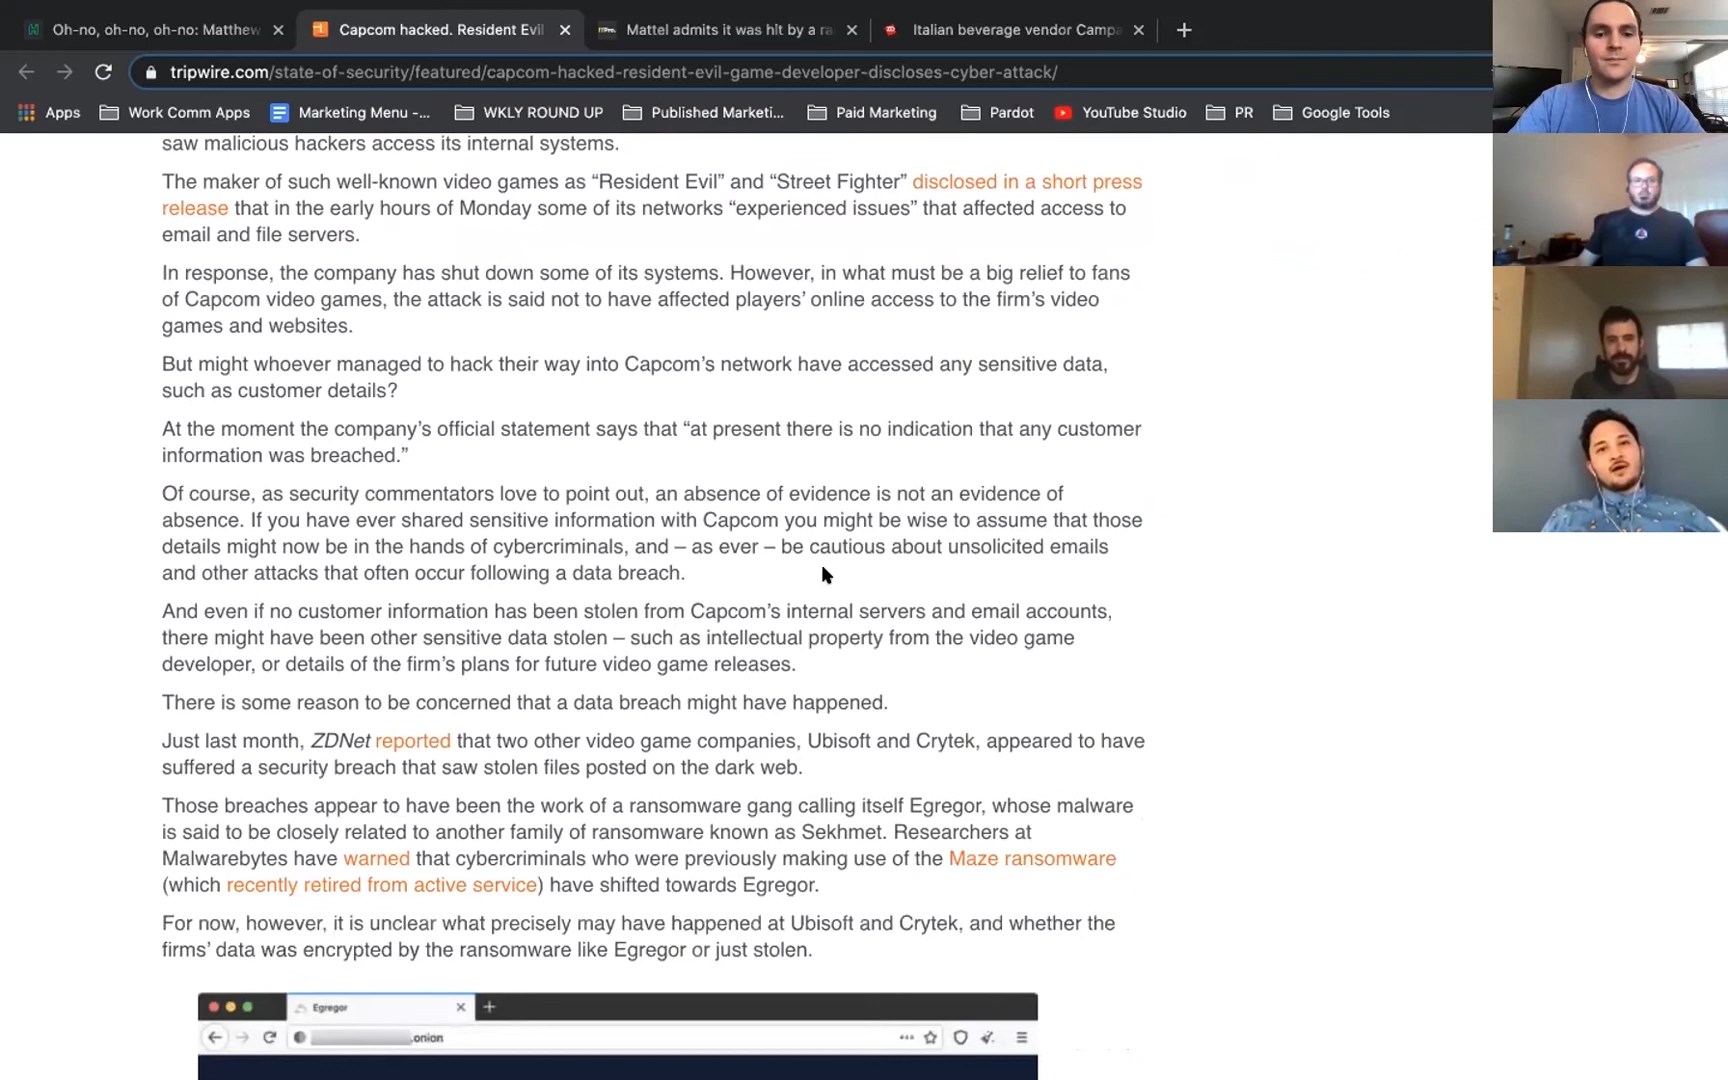 Oh-no, oh-no, oh-no: Matthew
Capcom hacked. Resident Evil
Mattel admits it was hit by a ra
Italian beverage vendor Campa
tripwire.com/state-of-security/featured/capcom-hacked-resident-evil-game-developer-discloses-cyber-attack/
Apps
Work Comm Apps
Marketing Menu -...
WKLY ROUND UP
Published Marketi...
Paid Marketing
Pardot
YouTube Studio
PR
Google Tools
saw malicious hackers access its internal systems.
The maker of such well-known video games as “Resident Evil” and “Street Fighter” disclosed in a short press
release that in the early hours of Monday some of its networks “experienced issues” that affected access to
email and file servers.
In response, the company has shut down some of its systems. However, in what must be a big relief to fans
of Capcom video games, the attack is said not to have affected players’ online access to the firm’s video
games and websites.
But might whoever managed to hack their way into Capcom’s network have accessed any sensitive data,
such as customer details?
At the moment the company’s official statement says that “at present there is no indication that any customer
information was breached.”
Of course, as security commentators love to point out, an absence of evidence is not an evidence of
absence. If you have ever shared sensitive information with Capcom you might be wise to assume that those
details might now be in the hands of cybercriminals, and – as ever – be cautious about unsolicited emails
and other attacks that often occur following a data breach.
And even if no customer information has been stolen from Capcom’s internal servers and email accounts,
there might have been other sensitive data stolen – such as intellectual property from the video game
developer, or details of the firm’s plans for future video game releases.
There is some reason to be concerned that a data breach might have happened.
Just last month, ZDNet reported that two other video game companies, Ubisoft and Crytek, appeared to have
suffered a security breach that saw stolen files posted on the dark web.
Those breaches appear to have been the work of a ransomware gang calling itself Egregor, whose malware
is said to be closely related to another family of ransomware known as Sekhmet. Researchers at
Malwarebytes have warned that cybercriminals who were previously making use of the Maze ransomware
(which recently retired from active service) have shifted towards Egregor.
For now, however, it is unclear what precisely may have happened at Ubisoft and Crytek, and whether the
firms’ data was encrypted by the ransomware like Egregor or just stolen.
Egregor
.onion